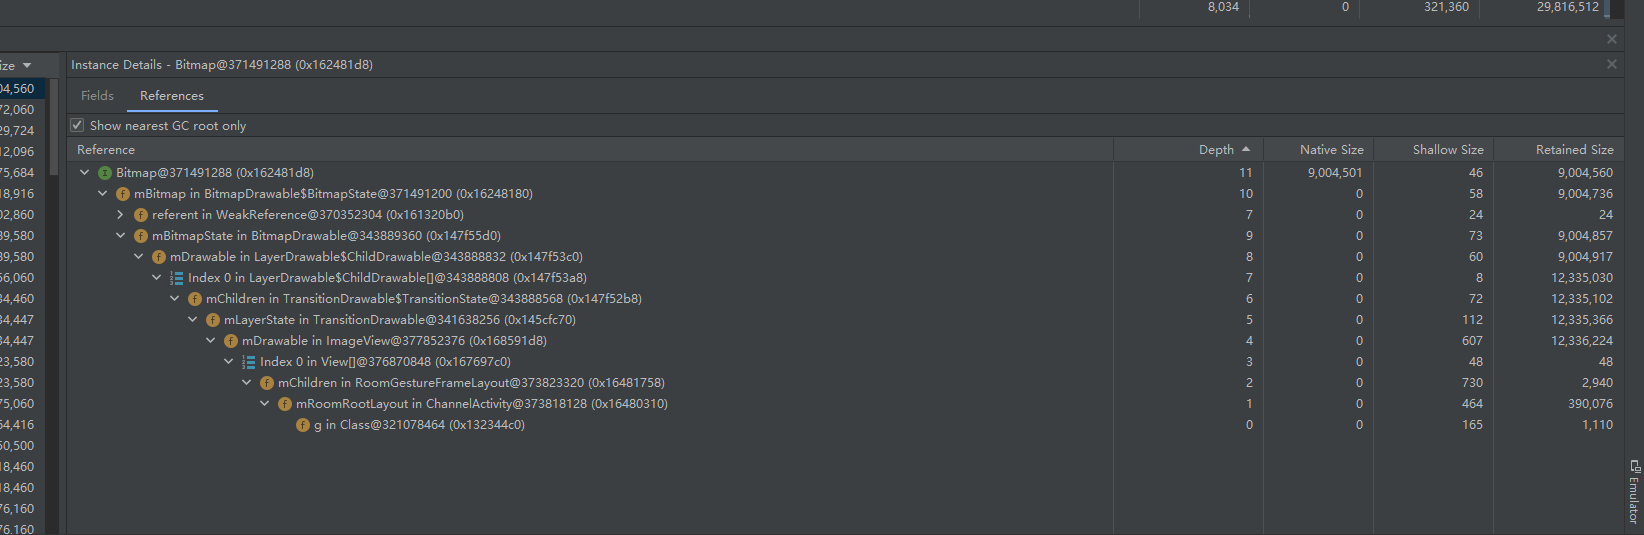 8,034 0 321,360 29,816,512
ize Instance Details - Bitmap@371491288 (0x162481d8)
04,560
Fields References
72,060
29,724 Show nearest GC root only
12,096 Reference Depth Native Size Shallow Size Retained Size
75,684 Bitmap@371491288 (0x162481d8) 11 9,004,501 46 9,004,560
18,916 mBitmap in BitmapDrawable$BitmapState@371491200 (0x16248180) 10 0 58 9,004,736
02,860 referent in WeakReference@370352304 (0x161320b0) 7 0 24 24
39,580 mBitmapState in BitmapDrawable@343889360 (0x147f55d0) 9 0 73 9,004,857
39,580 mDrawable in LayerDrawable$ChildDrawable@343888832 (0x147f53c0) 8 0 60 9,004,917
56,060 Index 0 in LayerDrawable$ChildDrawable[]@343888808 (0x147f53a8) 7 0 8 12,335,030
34,460 mChildren in TransitionDrawable$TransitionState@343888568 (0x147f52b8) 6 0 72 12,335,102
34,447 mLayerState in TransitionDrawable@341638256 (0x145cfc70) 5 0 112 12,335,366
34,447 mDrawable in ImageView@377852376 (0x168591d8) 4 0 607 12,336,224
23,580 Index 0 in View[]@376870848 (0x167697c0) 3 0 48 48
23,580 mChildren in RoomGestureFrameLayout@373823320 (0x16481758) 2 0 730 2,940
75,060 mRoomRootLayout in ChannelActivity@373818128 (0x16480310) 1 0 464 390,076
54,416 g in Class@321078464 (0x132344c0) 0 0 165 1,110
60,500
18,460
18,460
76,160
76,160
Emulator